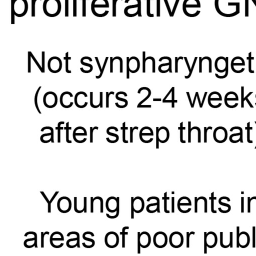 proliferative GN
Not synpharynget
(occurs 2-4 week
after strep throat)
Young patients in
areas of poor publ